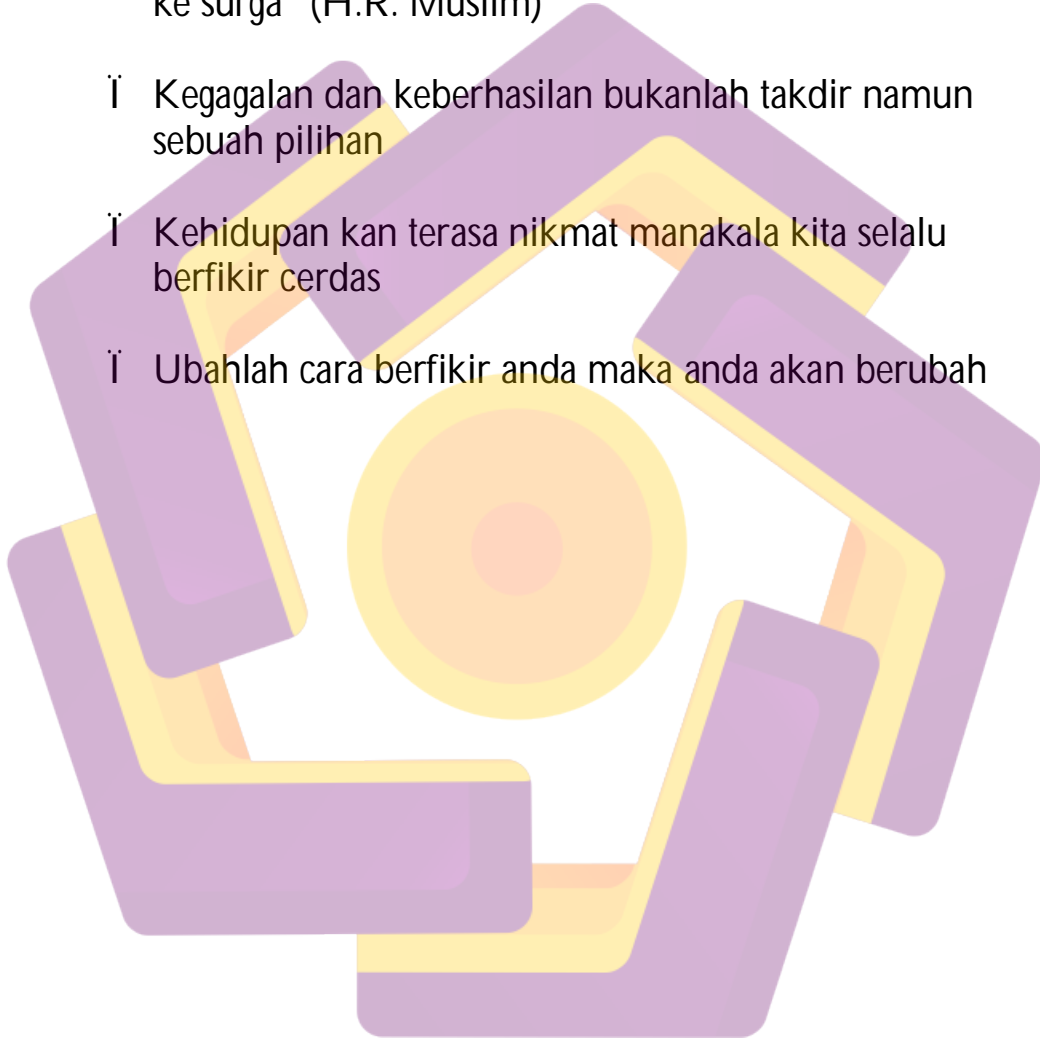 ke surga (H.R. Muslim)
Ï Kegagalan dan keberhasilan bukanlah takdir namun
sebuah pilihan
Ï Kehidupan kan terasa nikmat manakala kita selalu
berfikir cerdas
Ï Ubahlah cara berfikir anda maka anda akan berubah